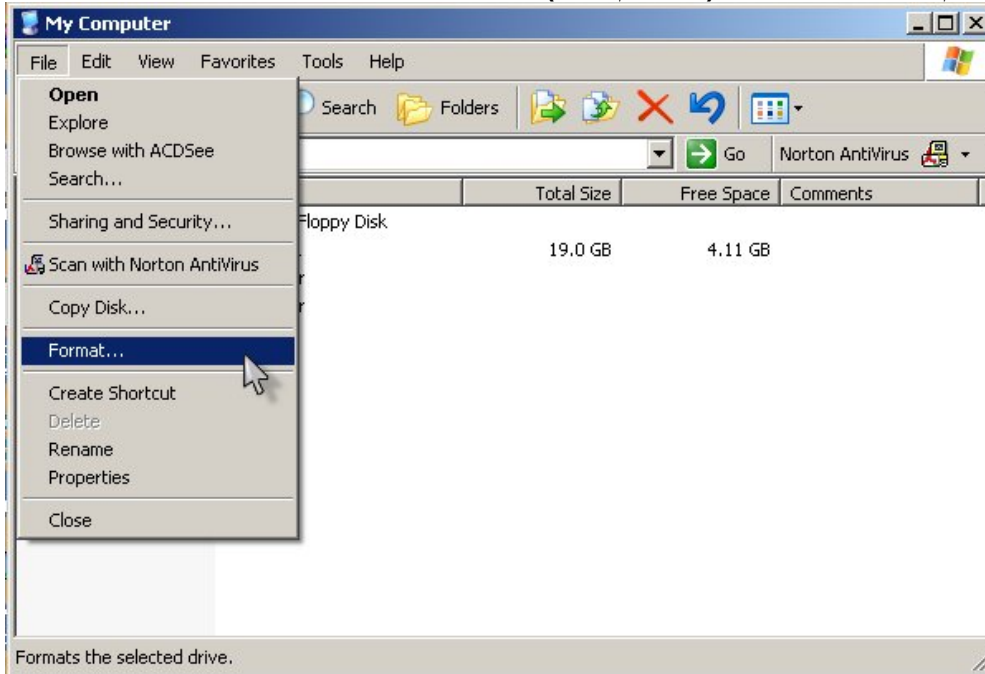 My Computer
File Edit View Favorites Tools Help
Open
Explore
Browse with ACDSee
Search...
Sharing and Security...
Scan with Norton AntiVirus
Copy Disk...
Format...
Create Shortcut
Delete
Rename
Properties
Close
Search Folders
Go Norton AntiVirus
Total Size Free Space Comments
Floppy Disk
19.0 GB 4.11 GB
r
r
Formats the selected drive.